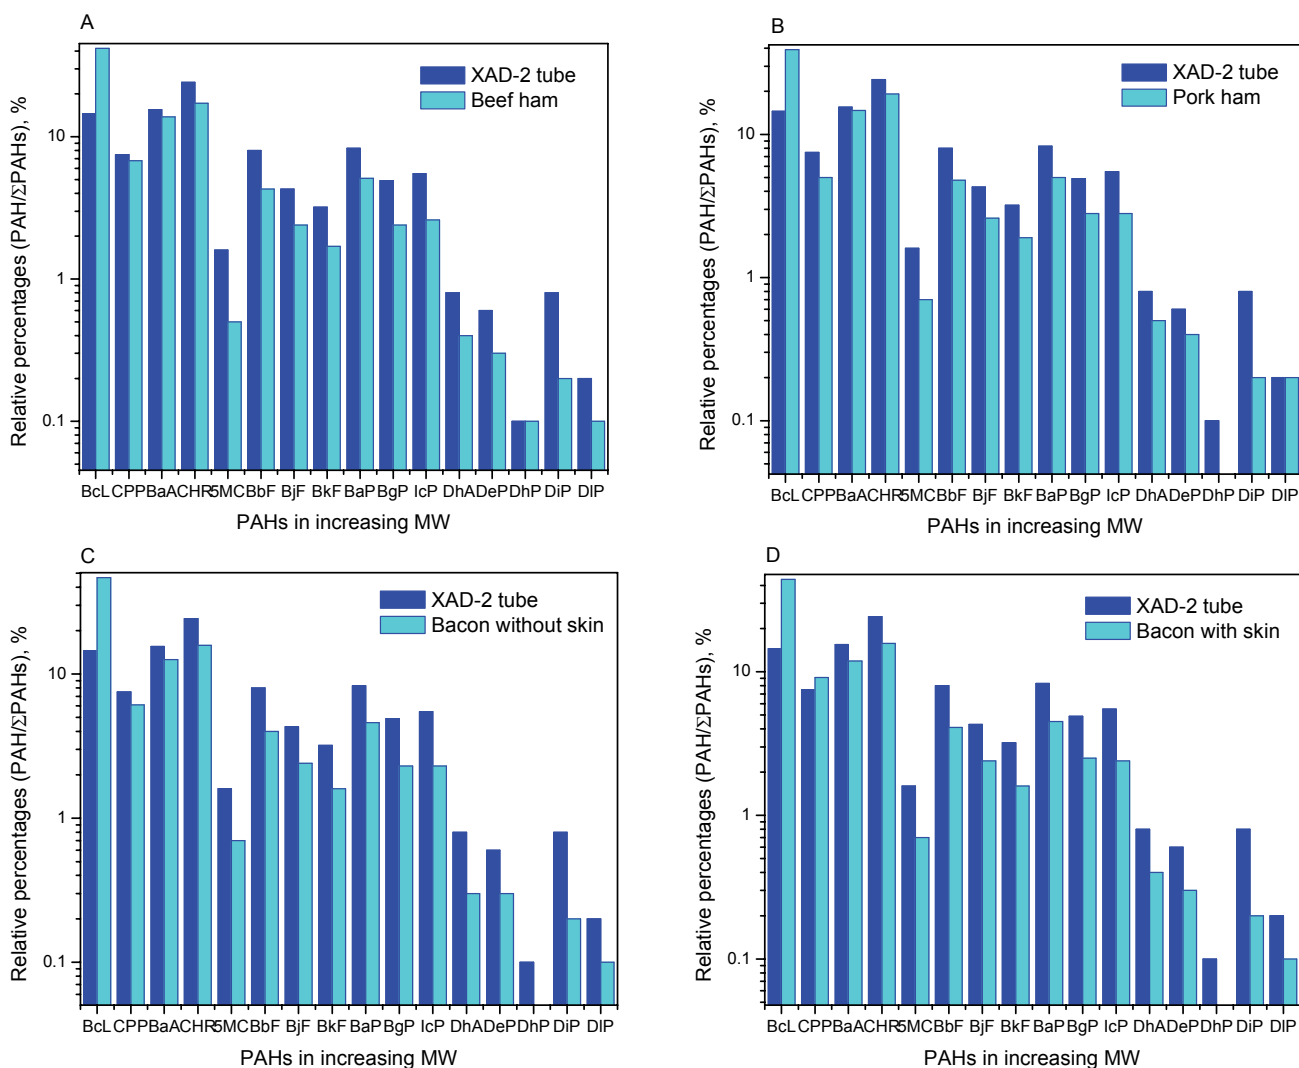 A
XAD-2 tube
Beef ham
Relative percentages (PAH/ΣPAHs), %
10
1
0.1
BcL CPP BaA CHR 5MC BbF BjF BkF BaP BgP IcP DhA DeP DhP DiP DlP
PAHs in increasing MW
B
XAD-2 tube
Pork ham
Relative percentages (PAH/ΣPAHs), %
10
1
0.1
BcL CPP BaA CHR 5MC BbF BjF BkF BaP BgP IcP DhA DeP DhP DiP DlP
PAHs in increasing MW
C
XAD-2 tube
Bacon without skin
Relative percentages (PAH/ΣPAHs), %
10
1
0.1
BcL CPP BaA CHR 5MC BbF BjF BkF BaP BgP IcP DhA DeP DhP DiP DlP
PAHs in increasing MW
D
XAD-2 tube
Bacon with skin
Relative percentages (PAH/ΣPAHs), %
10
1
0.1
BcL CPP BaA CHR 5MC BbF BjF BkF BaP BgP IcP DhA DeP DhP DiP DlP
PAHs in increasing MW